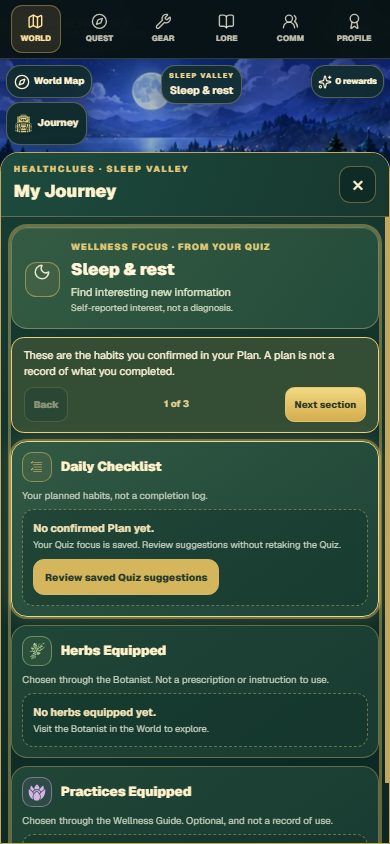 WORLD
QUEST
GEAR
LORE
COMM
PROFILE
World Map
SLEEP VALLEY
Sleep & rest
0 rewards
Journey
HEALTHCLUES · SLEEP VALLEY
My Journey
WELLNESS FOCUS · FROM YOUR QUIZ
Sleep & rest
Find interesting new information
Self-reported interest, not a diagnosis.
These are the habits you confirmed in your Plan. A plan is not a
record of what you completed.
Back
1 of 3
Next section
Daily Checklist
Your planned habits, not a completion log.
No confirmed Plan yet.
Your Quiz focus is saved. Review suggestions without retaking the Quiz.
Review saved Quiz suggestions
Herbs Equipped
Chosen through the Botanist. Not a prescription or instruction to use.
No herbs equipped yet.
Visit the Botanist in the World to explore.
Practices Equipped
Chosen through the Wellness Guide. Optional, and not a record of use.